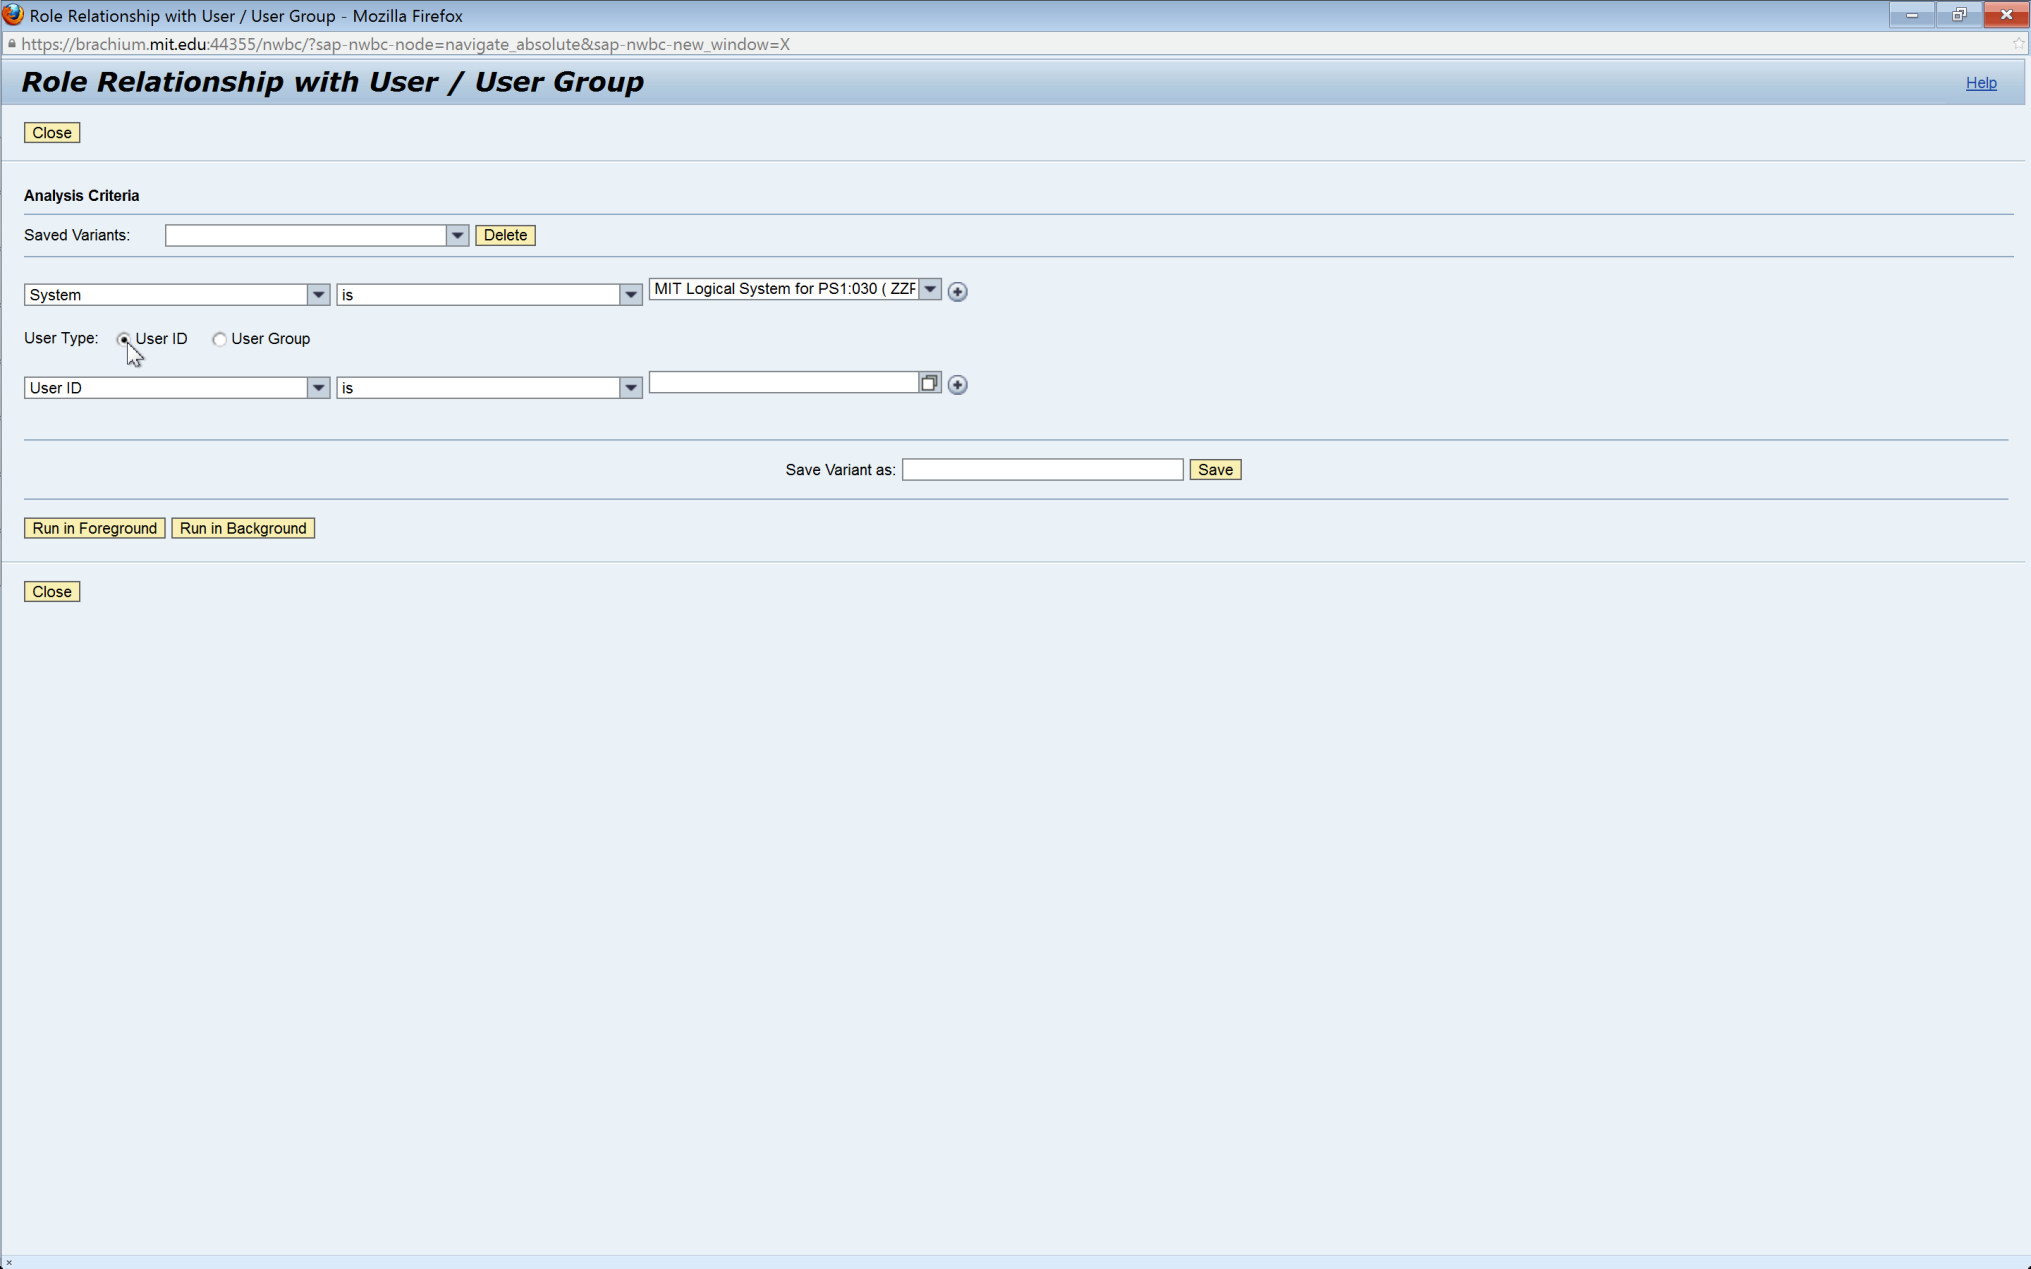 Role Relationship with User / User Group - Mozilla Firefox
https://brachium.mit.edu:44355/nwbc/?sap-nwbc-node=navigate_absolute&sap-nwbc-new_window=X
Role Relationship with User / User Group Help
Close
Analysis Criteria
Saved Variants: Delete
System is MIT Logical System for PS1:030 ( ZZF
User Type: User ID User Group
User ID is
Save Variant as: Save
Run in Foreground Run in Background
Close